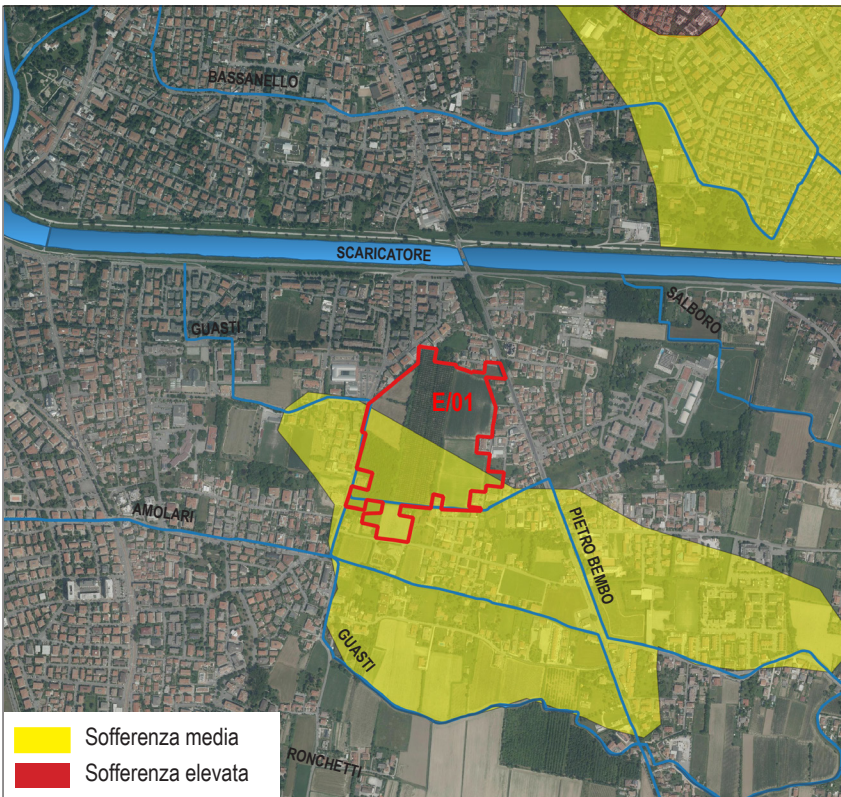 BASSANELLO
SCARICATORE
GUASTI
SALBORO
E/01
AMOLARI
PIETRO BEMBO
GUASTI
RONCHETTI
Sofferenza media
Sofferenza elevata